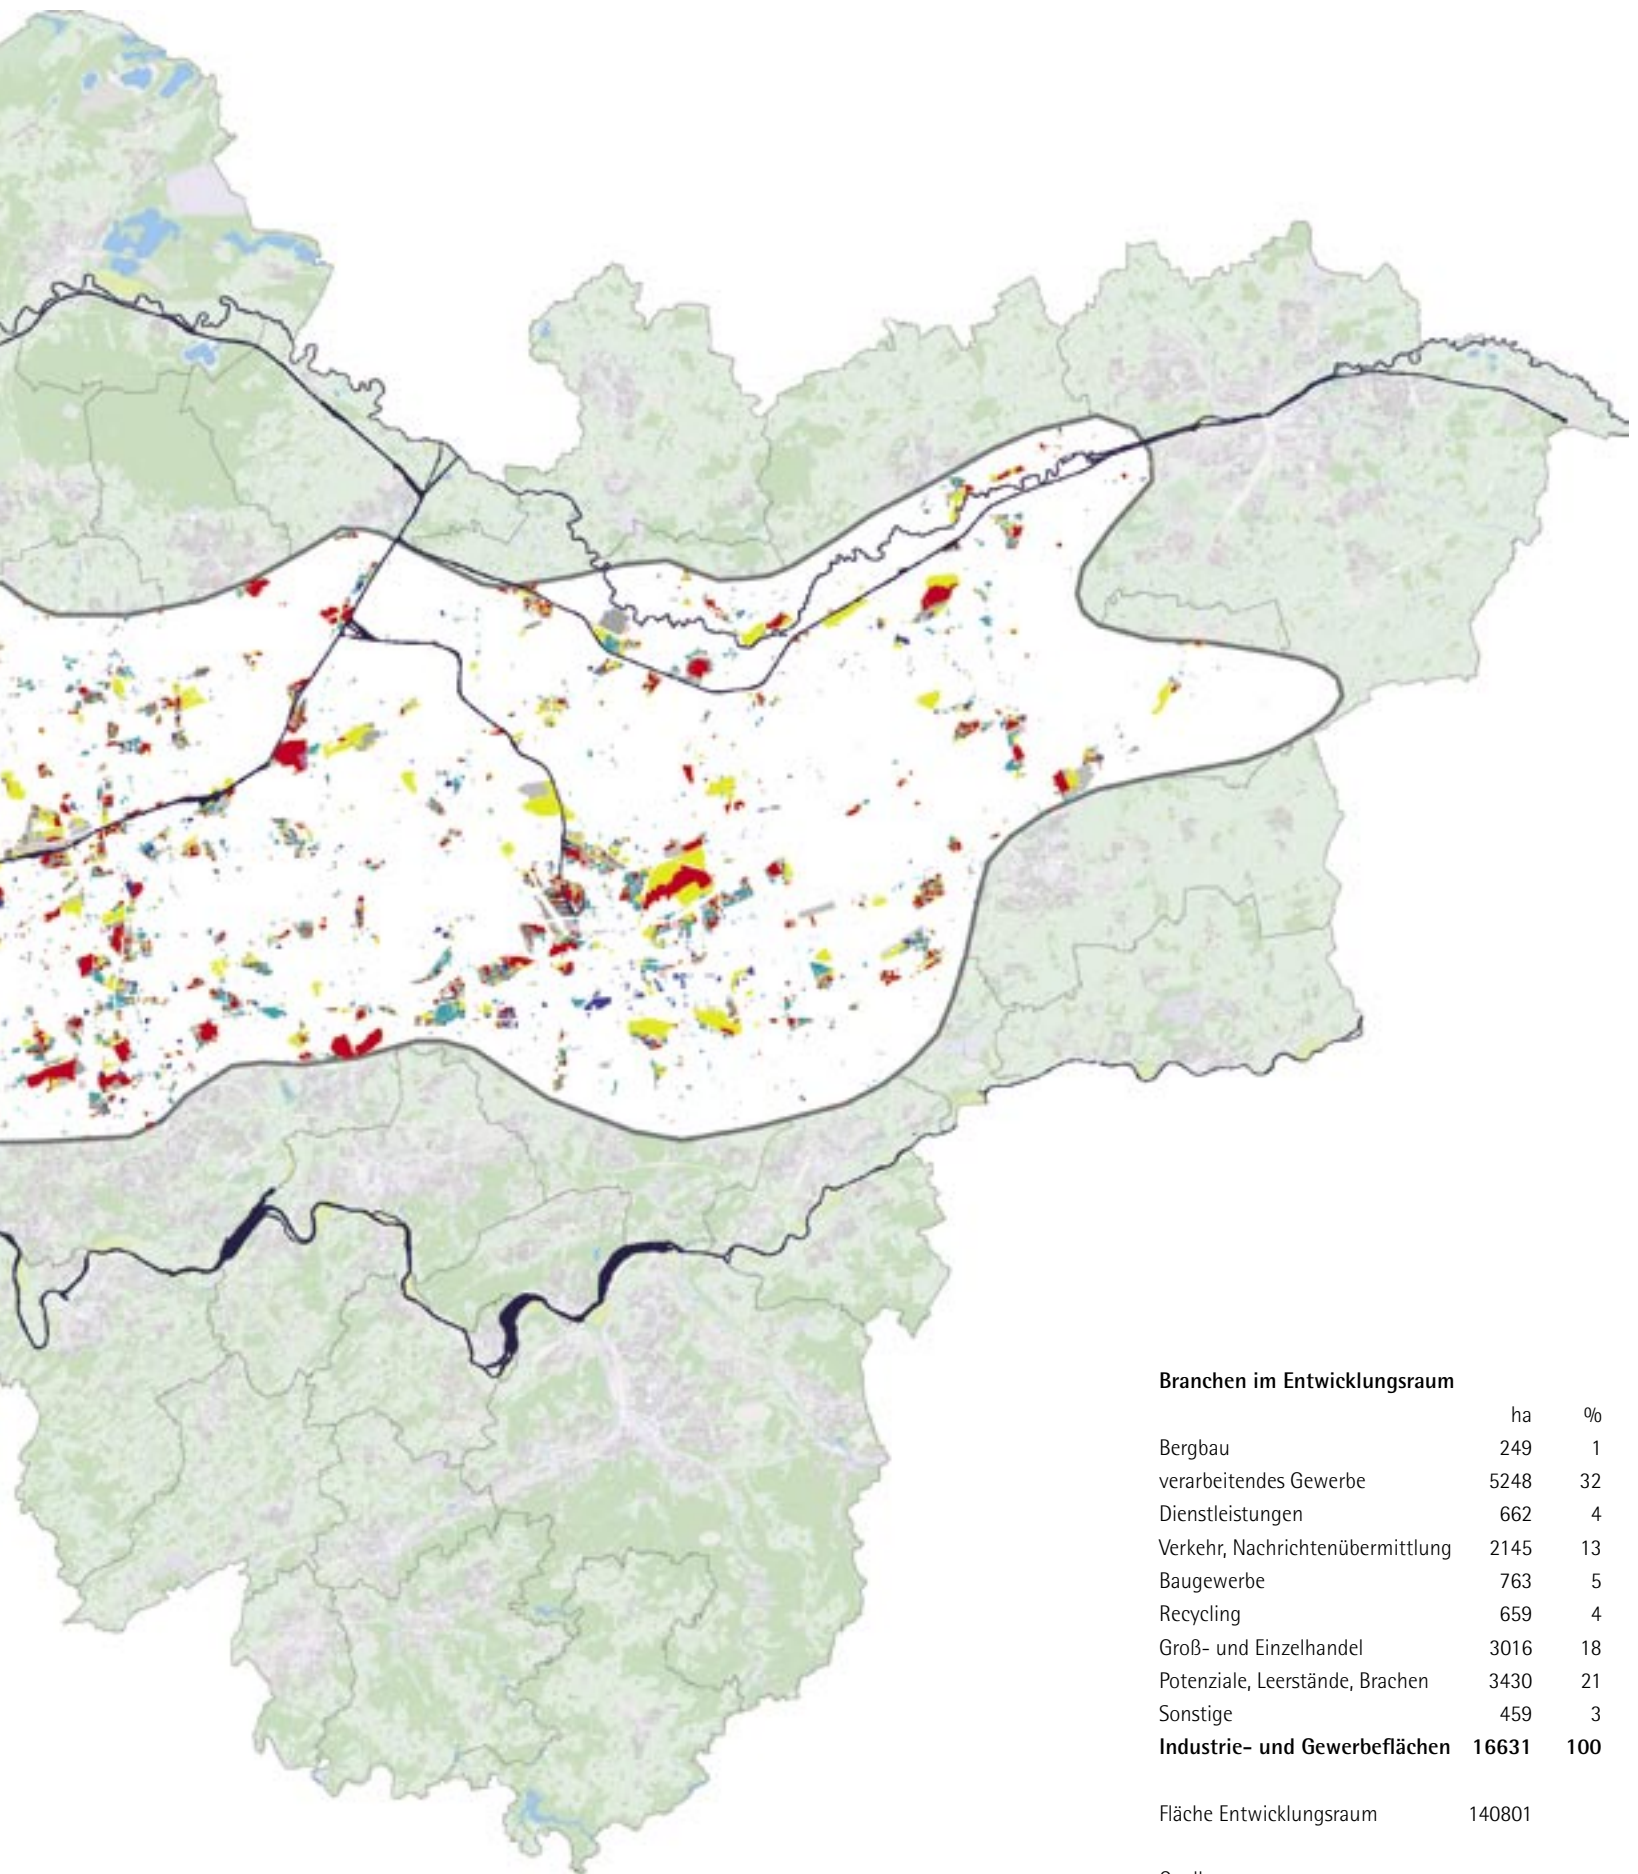 Branchen im Entwicklungsraum
ha %
Bergbau 249 1
verarbeitendes Gewerbe 5248 32
Dienstleistungen 662 4
Verkehr, Nachrichtenübermittlung 2145 13
Baugewerbe 763 5
Recycling 659 4
Groß- und Einzelhandel 3016 18
Potenziale, Leerstände, Brachen 3430 21
Sonstige 459 3
Industrie- und Gewerbeflächen 16631 100
Fläche Entwicklungsraum 140801